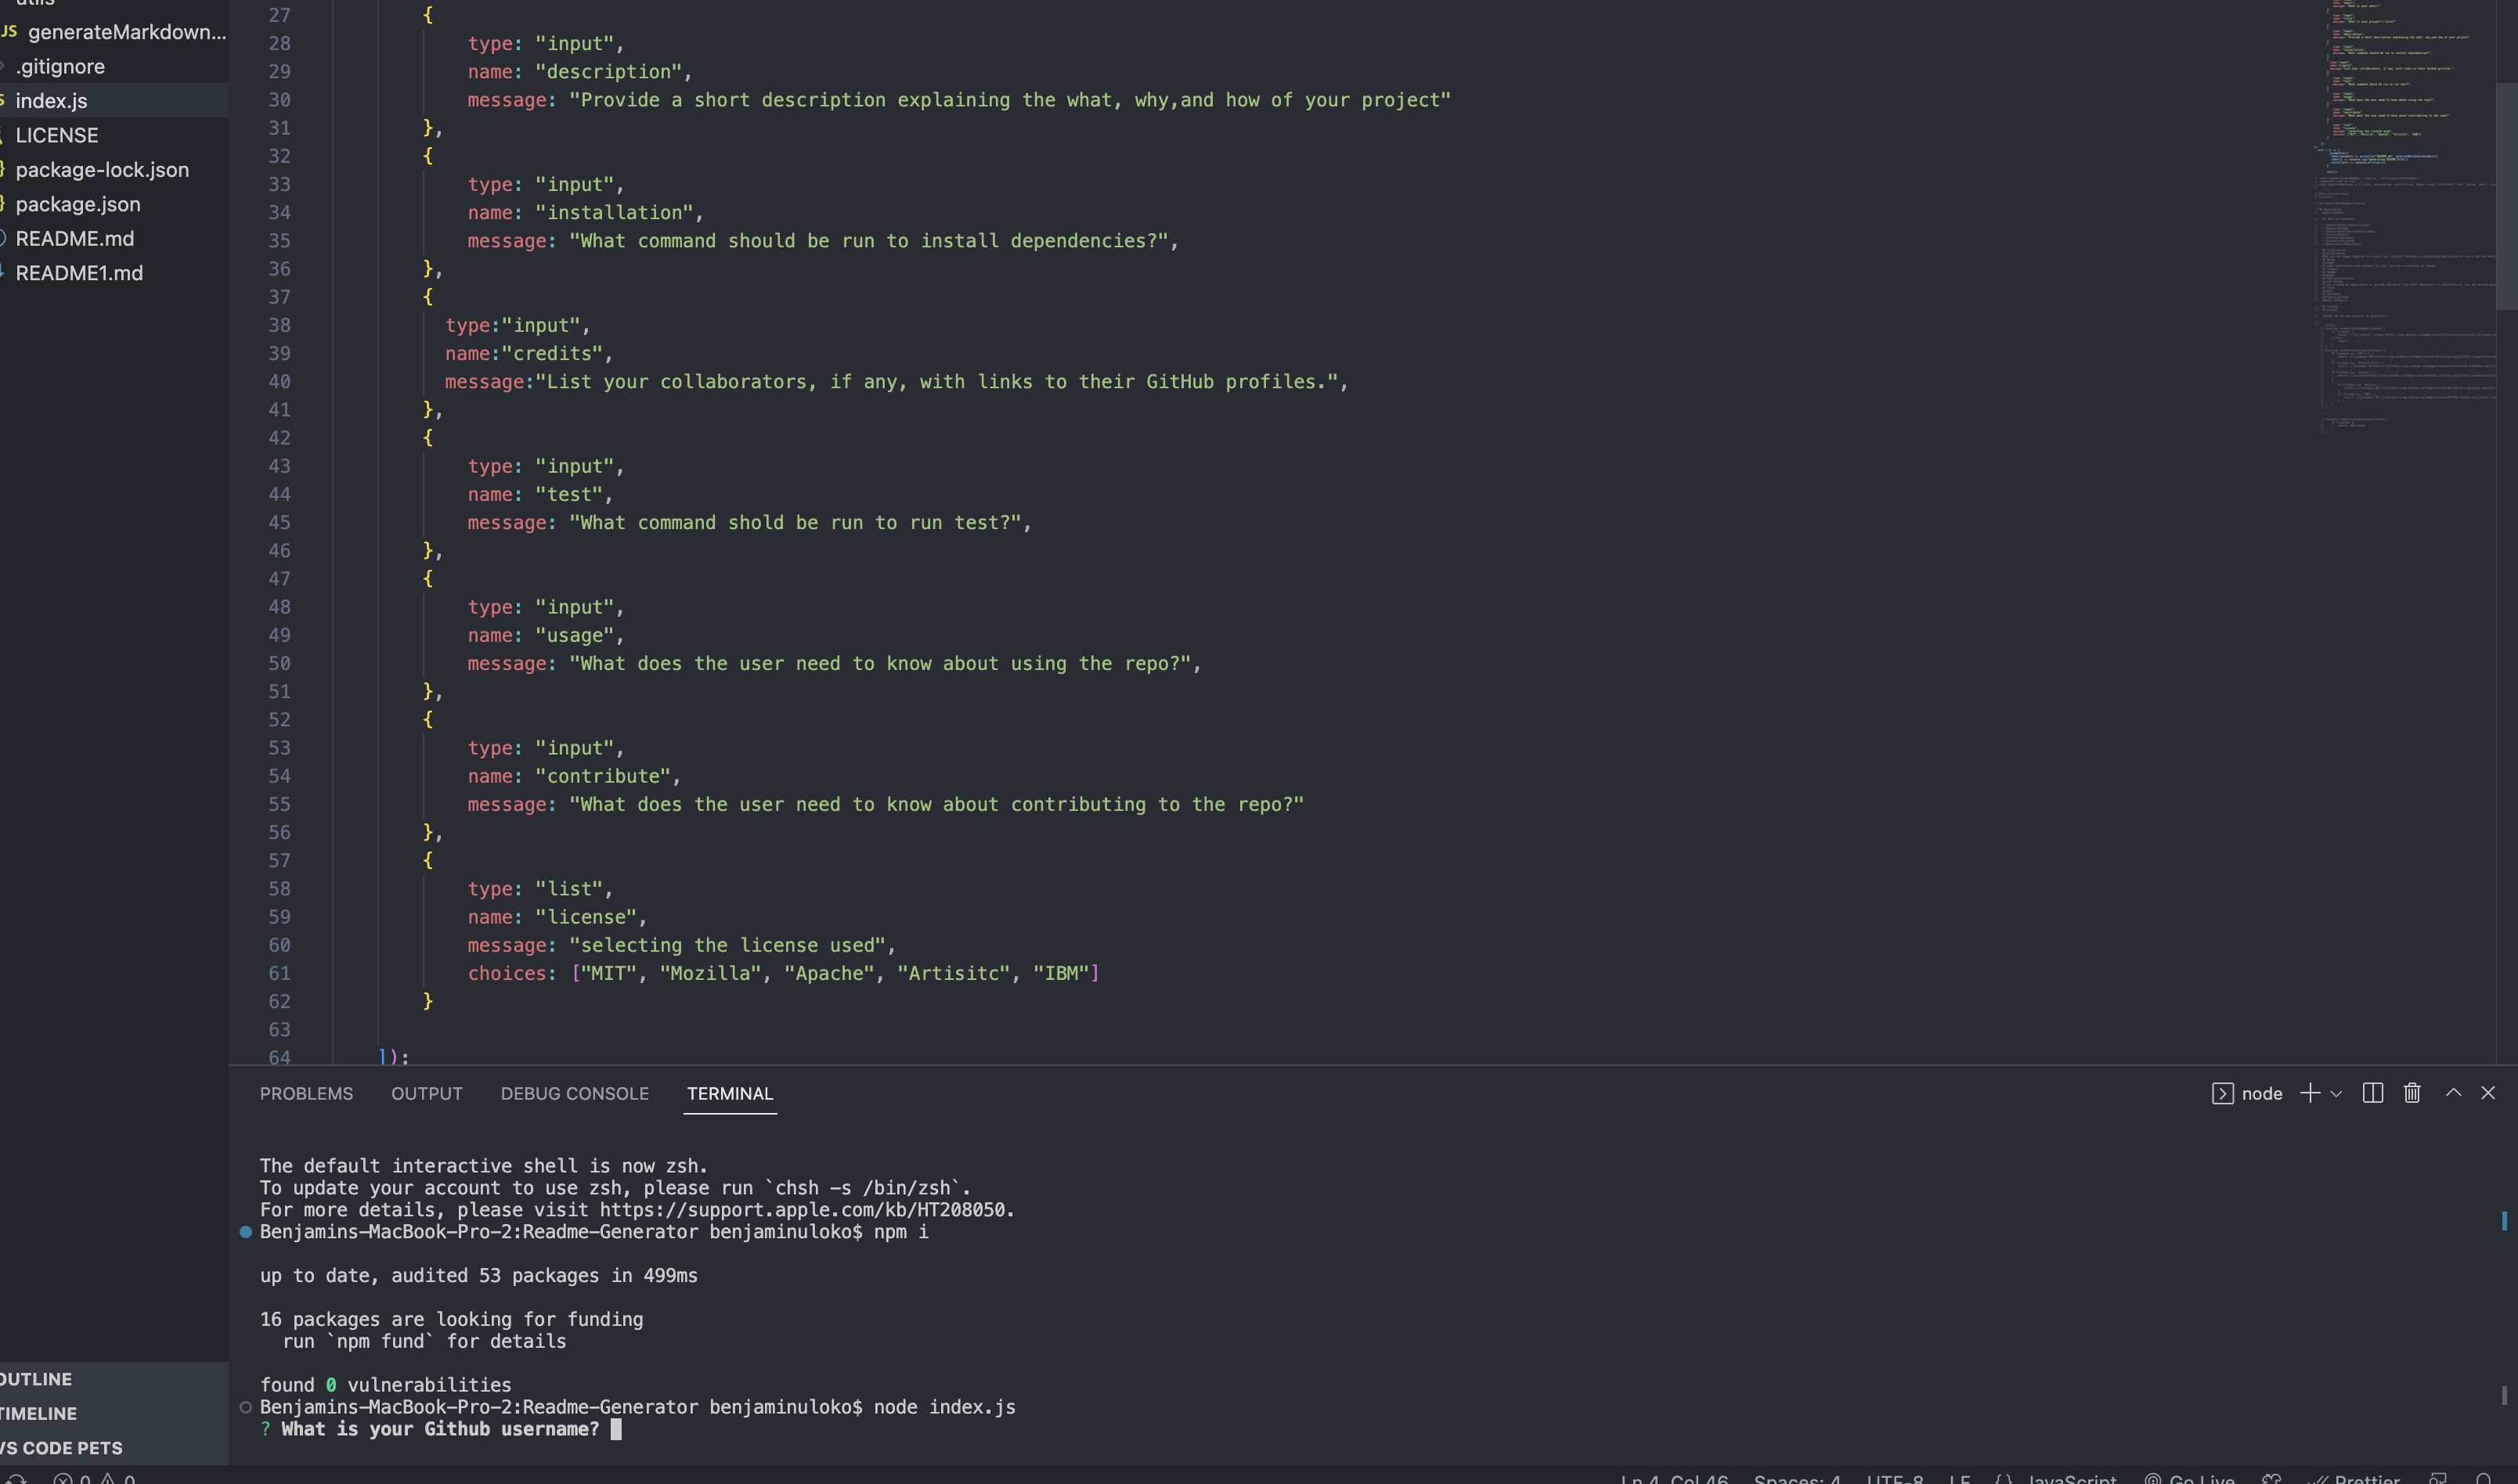 utils
JS generateMarkdown...
.gitignore
index.js
LICENSE
package-lock.json
package.json
README.md
README1.md
OUTLINE
TIMELINE
VS CODE PETS
27 {
28 type: "input",
29 name: "description",
30 message: "Provide a short description explaining the what, why,and how of your project"
31 },
32 {
33 type: "input",
34 name: "installation",
35 message: "What command should be run to install dependencies?",
36 },
37 {
38 type:"input",
39 name:"credits",
40 message:"List your collaborators, if any, with links to their GitHub profiles.",
41 },
42 {
43 type: "input",
44 name: "test",
45 message: "What command shold be run to run test?",
46 },
47 {
48 type: "input",
49 name: "usage",
50 message: "What does the user need to know about using the repo?",
51 },
52 {
53 type: "input",
54 name: "contribute",
55 message: "What does the user need to know about contributing to the repo?"
56 },
57 {
58 type: "list",
59 name: "license",
60 message: "selecting the license used",
61 choices: ["MIT", "Mozilla", "Apache", "Artisitc", "IBM"]
62 }
63
64 ]);
PROBLEMS OUTPUT DEBUG CONSOLE TERMINAL node
The default interactive shell is now zsh.
To update your account to use zsh, please run `chsh -s /bin/zsh`.
For more details, please visit https://support.apple.com/kb/HT208050.
Benjamins-MacBook-Pro-2:Readme-Generator benjaminuloko$ npm i
up to date, audited 53 packages in 499ms
16 packages are looking for funding
run `npm fund` for details
found 0 vulnerabilities
Benjamins-MacBook-Pro-2:Readme-Generator benjaminuloko$ node index.js
? What is your Github username?
0 0 Ln 4, Col 46 Spaces: 4 UTF-8 LF {} JavaScript Go Live Prettier